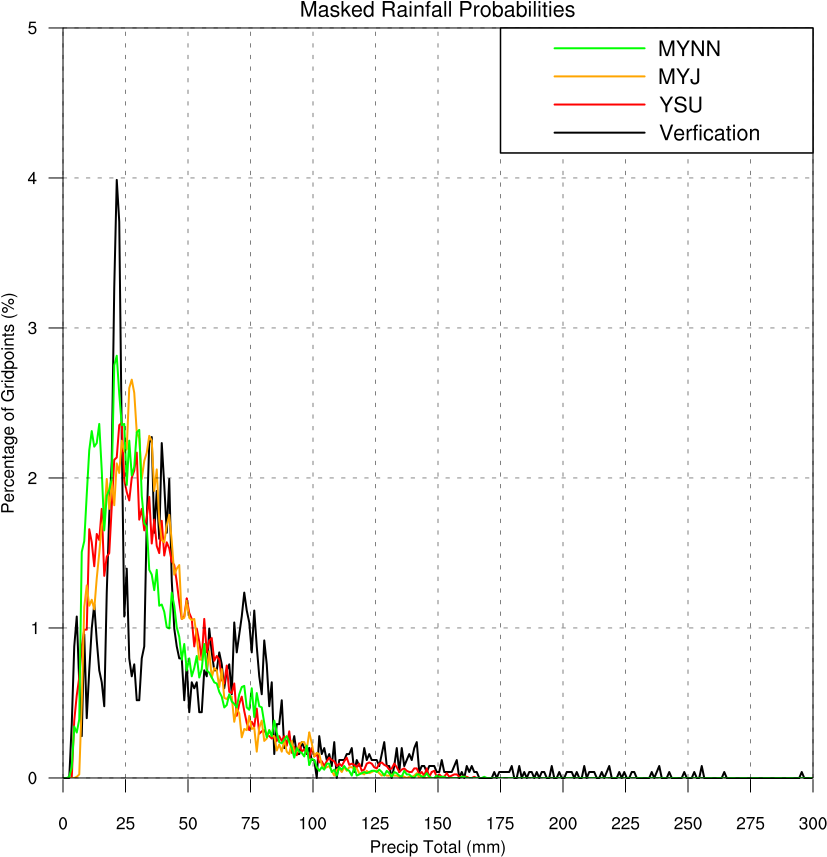 Masked Rainfall Probabilities
MYNN
MYJ
YSU
Verfication
Percentage of Gridpoints (%)
5
4
3
2
1
0
0 25 50 75 100 125 150 175 200 225 250 275 300
Precip Total (mm)